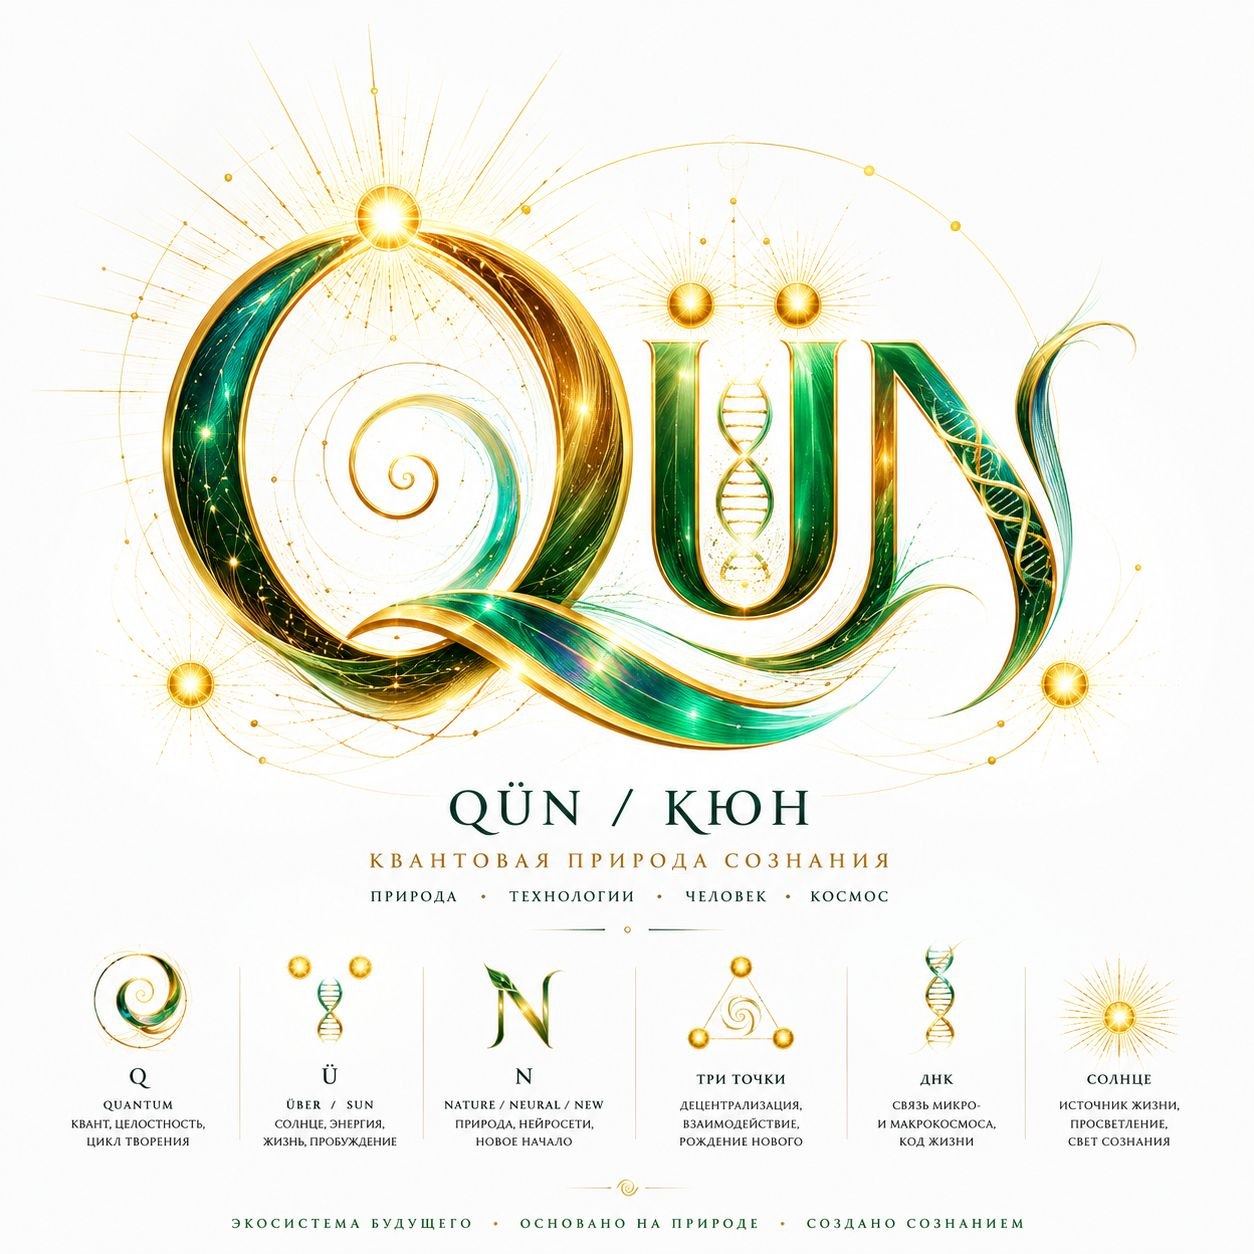 QÜN
QÜN / КЮН
КВАНТОВАЯ ПРИРОДА СОЗНАНИЯ
ПРИРОДА • ТЕХНОЛОГИИ • ЧЕЛОВЕК • КОСМОС
N
Q
QUANTUM
КВАНТ, ЦЕЛОСТНОСТЬ,
ЦИКЛ ТВОРЕНИЯ
Ü
ÜBER / SUN
СОЛНЦЕ, ЭНЕРГИЯ,
ЖИЗНЬ, ПРОБУЖДЕНИЕ
N
NATURE / NEURAL / NEW
ПРИРОДА, НЕЙРОСЕТИ,
НОВОЕ НАЧАЛО
ТРИ ТОЧКИ
ДЕЦЕНТРАЛИЗАЦИЯ,
ВЗАИМОДЕЙСТВИЕ,
РОЖДЕНИЕ НОВОГО
ДНК
СВЯЗЬ МИКРО-
И МАКРОКОСМОСА,
КОД ЖИЗНИ
СОЛНЦЕ
ИСТОЧНИК ЖИЗНИ,
ПРОСВЕТЛЕНИЕ,
СВЕТ СОЗНАНИЯ
ЭКОСИСТЕМА БУДУЩЕГО • ОСНОВАНО НА ПРИРОДЕ • СОЗДАНО СОЗНАНИЕМ